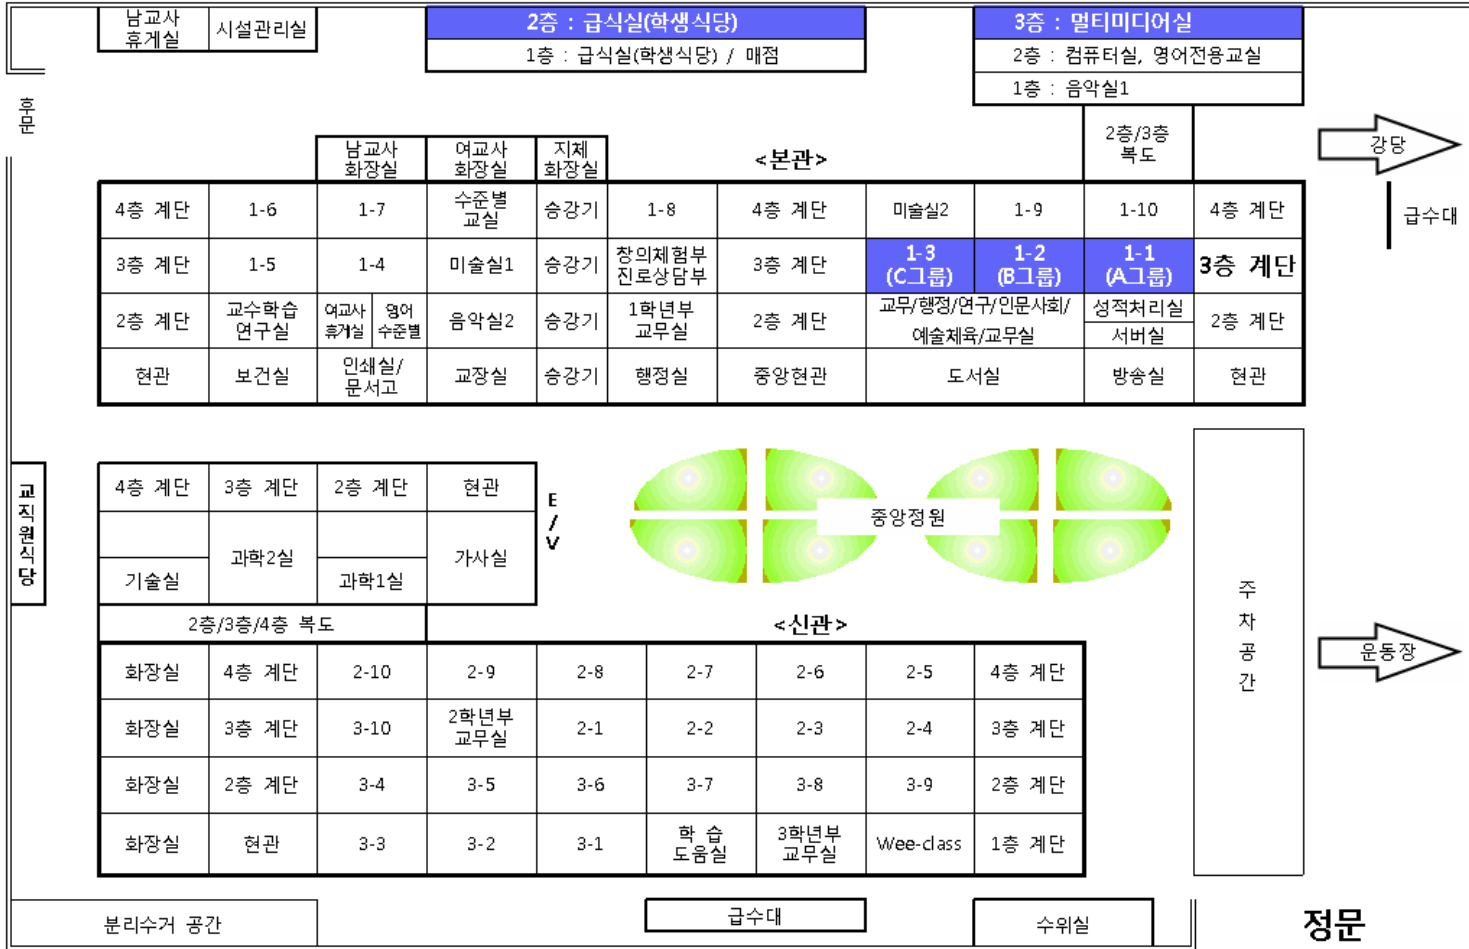 남교사
휴게실
시설관리실
2층 : 급식실(학생식당)
1층 : 급식실(학생식당) / 매점
3층 : 멀티미디어실
2층 : 컴퓨터실, 영어전용교실
1층 : 음악실1
후문
남교사
화장실
여교사
화장실
지체
화장실
<본관>
2층/3층
복도
강당
급수대
4층 계단
1-6
1-7
수준별
교실
승강기
1-8
4층 계단
미술실2
1-9
1-10
4층 계단
3층 계단
1-5
1-4
미술실1
승강기
창의체험부
진로상담부
3층 계단
1-3
(C그룹)
1-2
(B그룹)
1-1
(A그룹)
3층 계단
2층 계단
교수학습
연구실
여교사
휴게실
영어
수준별
음악실2
승강기
1학년부
교무실
2층 계단
교무/행정/연구/인문사회/
예술체육/교무실
성적처리실
서버실
2층 계단
현관
보건실
인쇄실/
문서고
교장실
승강기
행정실
중앙현관
도서실
방송실
현관
교직원식당
4층 계단
3층 계단
2층 계단
현관
E
/
V
과학2실
가사실
기술실
과학1실
중앙정원
주
차
공
간
2층/3층/4층 복도
<신관>
운동장
화장실
4층 계단
2-10
2-9
2-8
2-7
2-6
2-5
4층 계단
화장실
3층 계단
3-10
2학년부
교무실
2-1
2-2
2-3
2-4
3층 계단
화장실
2층 계단
3-4
3-5
3-6
3-7
3-8
3-9
2층 계단
화장실
현관
3-3
3-2
3-1
학 습
도움실
3학년부
교무실
Wee-class
1층 계단
분리수거 공간
급수대
수위실
정문